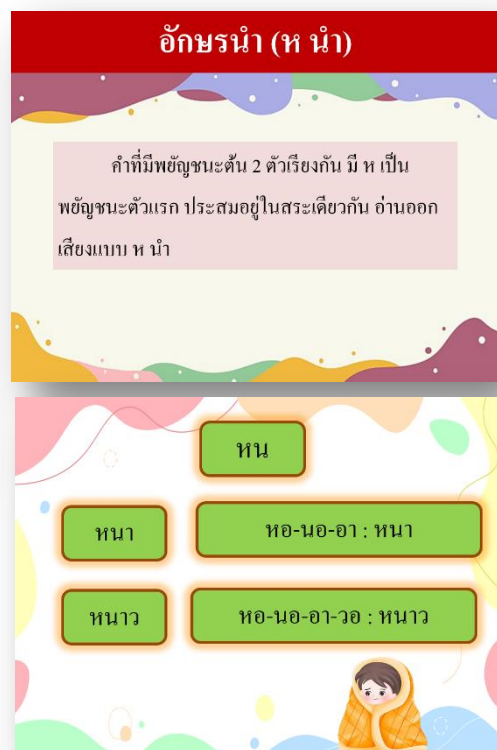 อักษรนำ (ห นำ)
คำที่มีพยัญชนะต้น 2 ตัวเรียงกัน มี ห เป็น
พยัญชนะตัวแรก ประสมอยู่ในสระเดียวกัน อ่านออก
เสียงแบบ ห นำ
หน
หนา
หอ-นอ-อา : หนา
หนาว
หอ-นอ-อา-วอ : หนาว